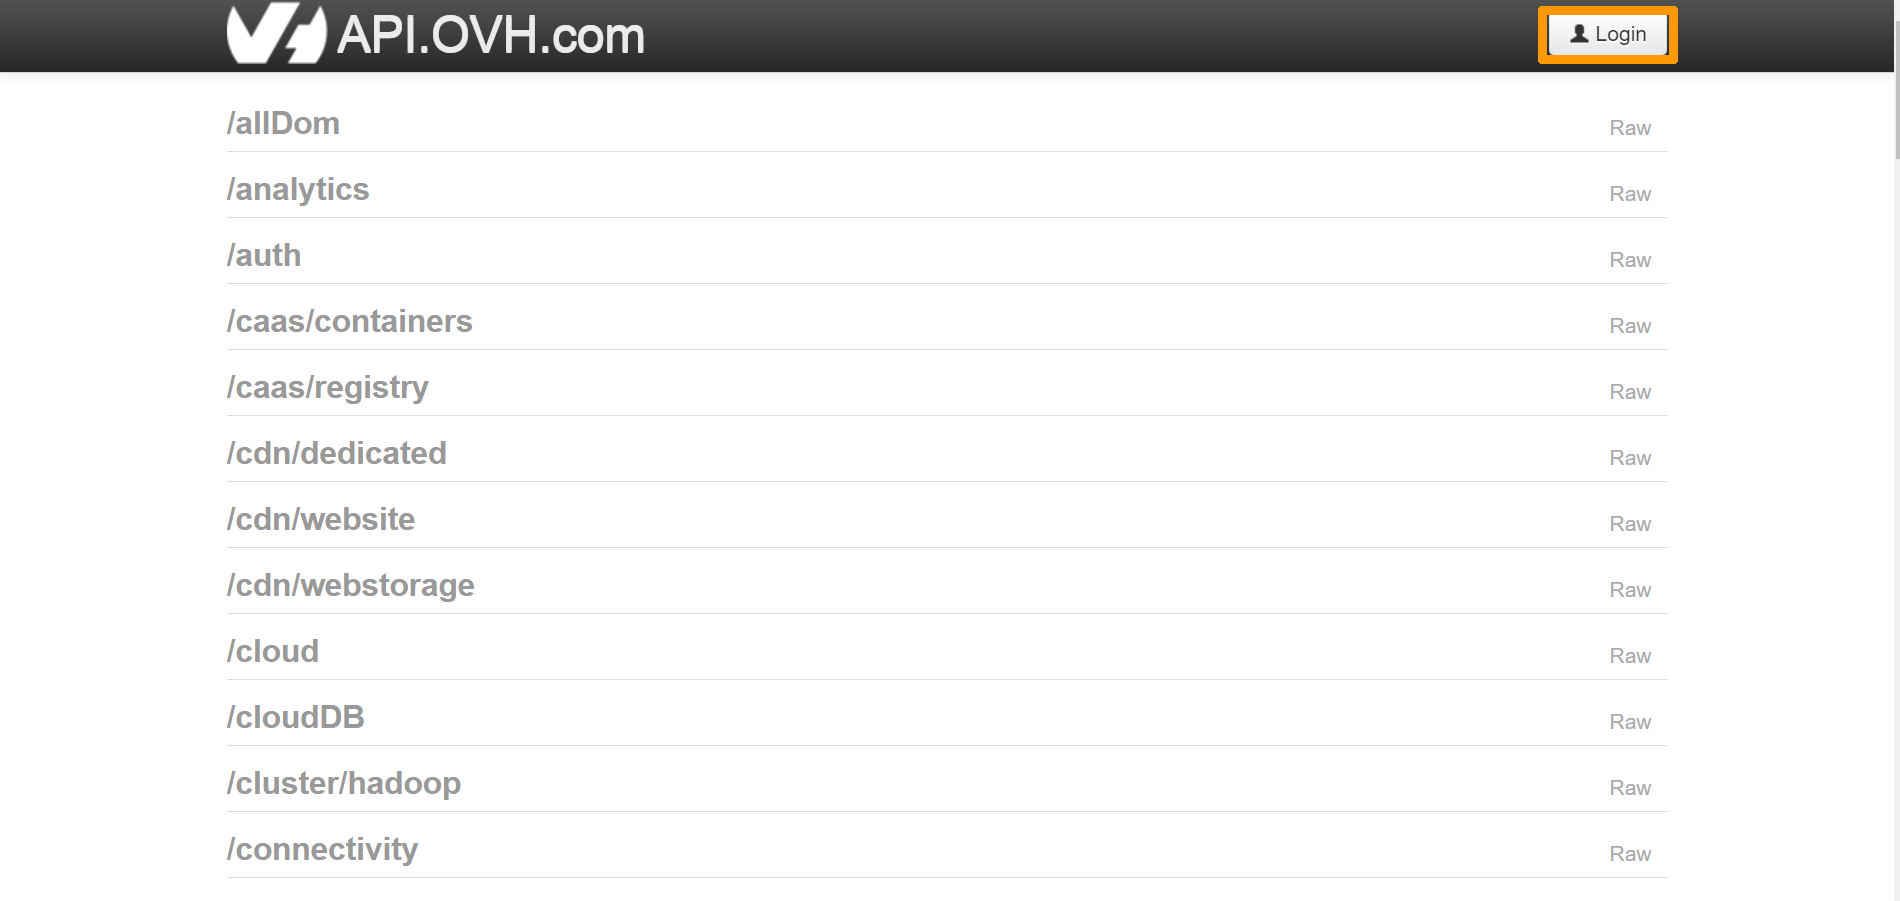 API.OVH.com
Login
/allDom Raw
/analytics Raw
/auth Raw
/caas/containers Raw
/caas/registry Raw
/cdn/dedicated Raw
/cdn/website Raw
/cdn/webstorage Raw
/cloud Raw
/cloudDB Raw
/cluster/hadoop Raw
/connectivity Raw